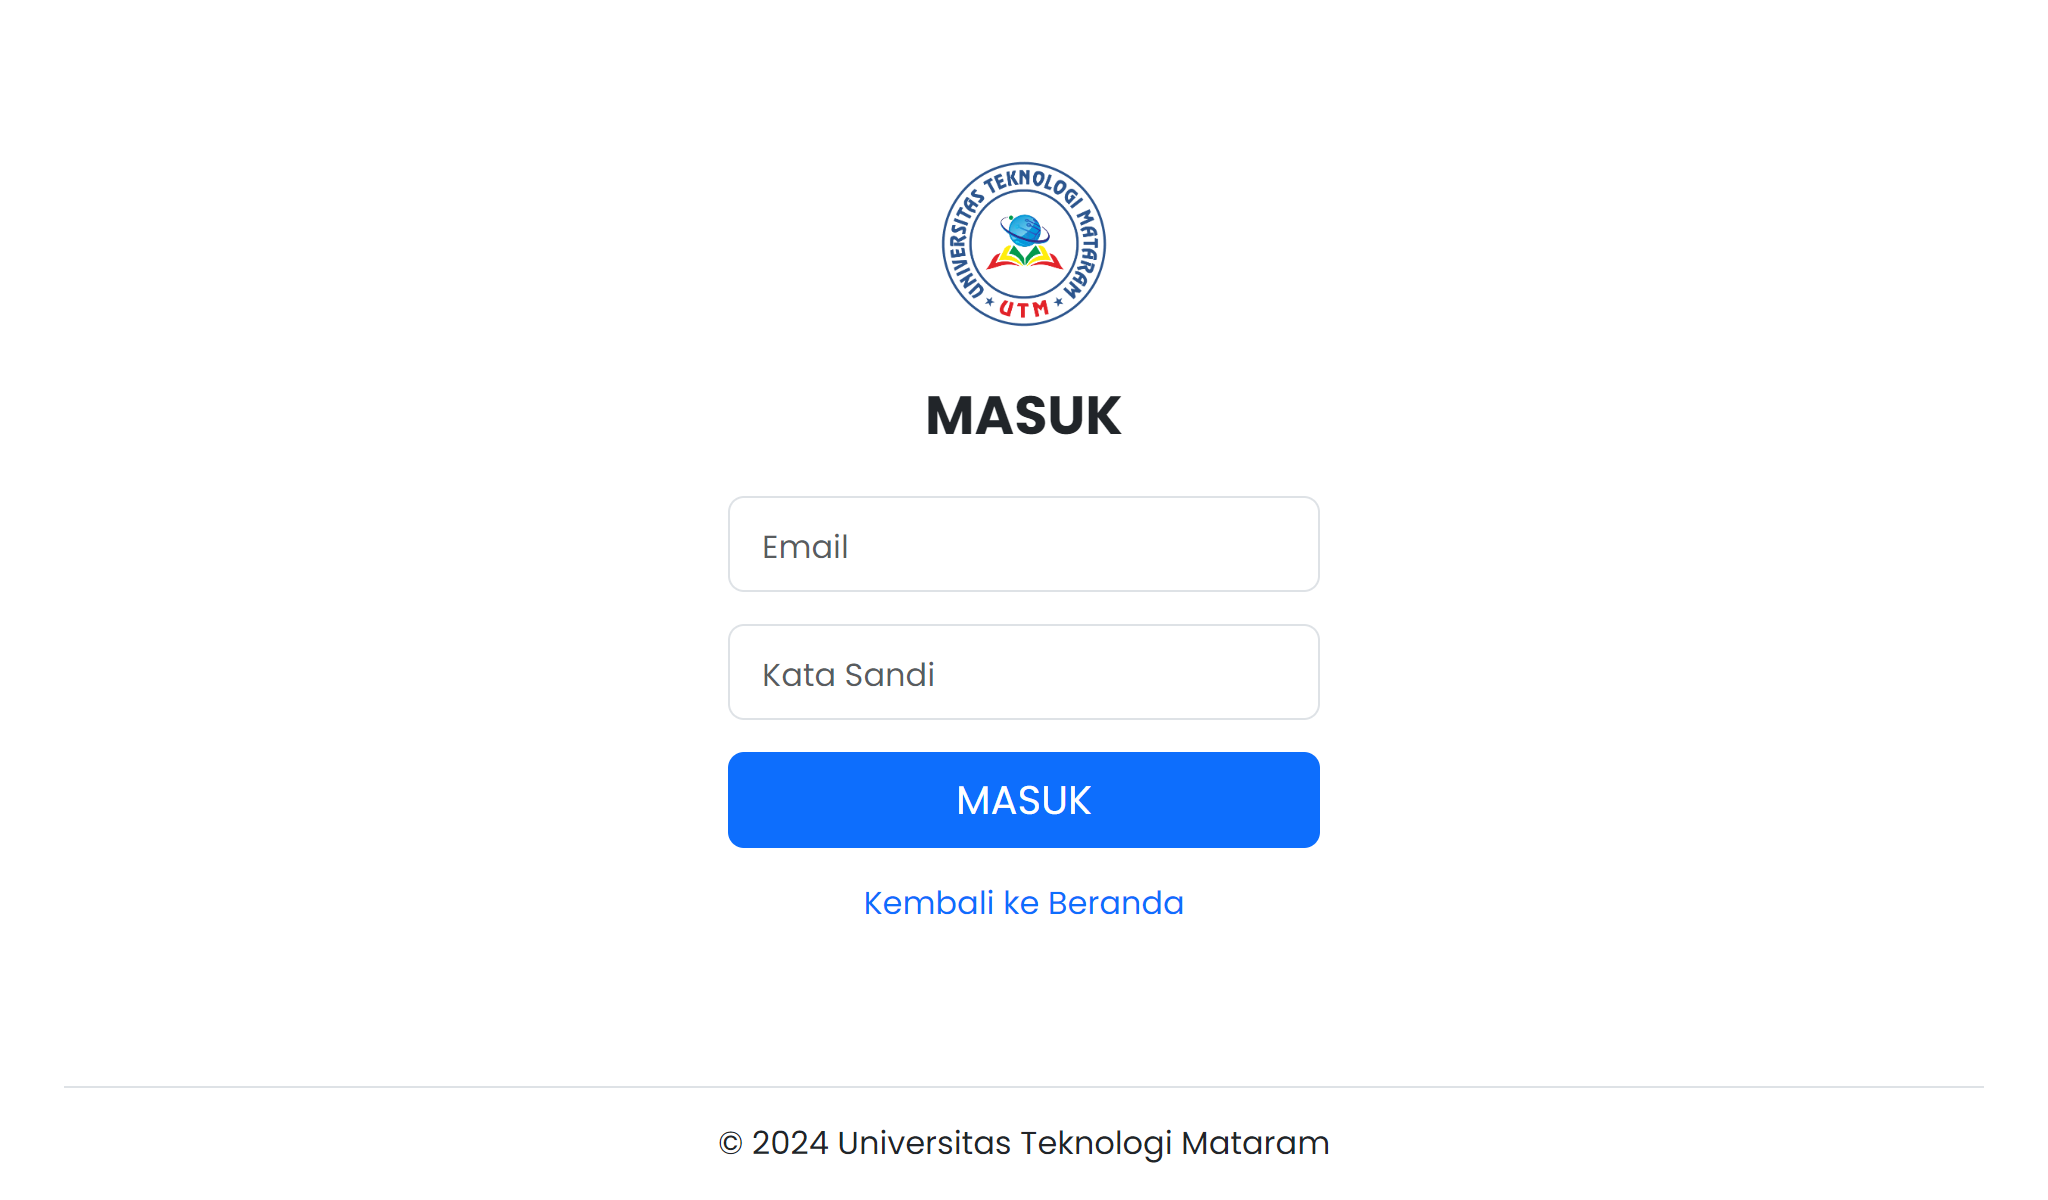 UNIVERSITAS TEKNOLOGI MATARAM
UTM
MASUK
Email
Kata Sandi
MASUK
Kembali ke Beranda
© 2024 Universitas Teknologi Mataram